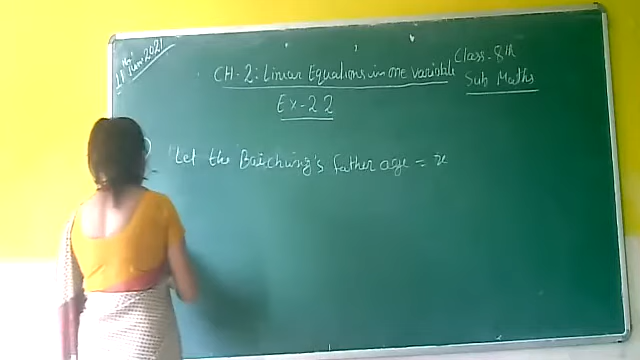 11 June 2021
CH-2: Linear Equations in one variable
Class-8th
Sub Maths
Ex-2.2
Let the Baichung's father age = x